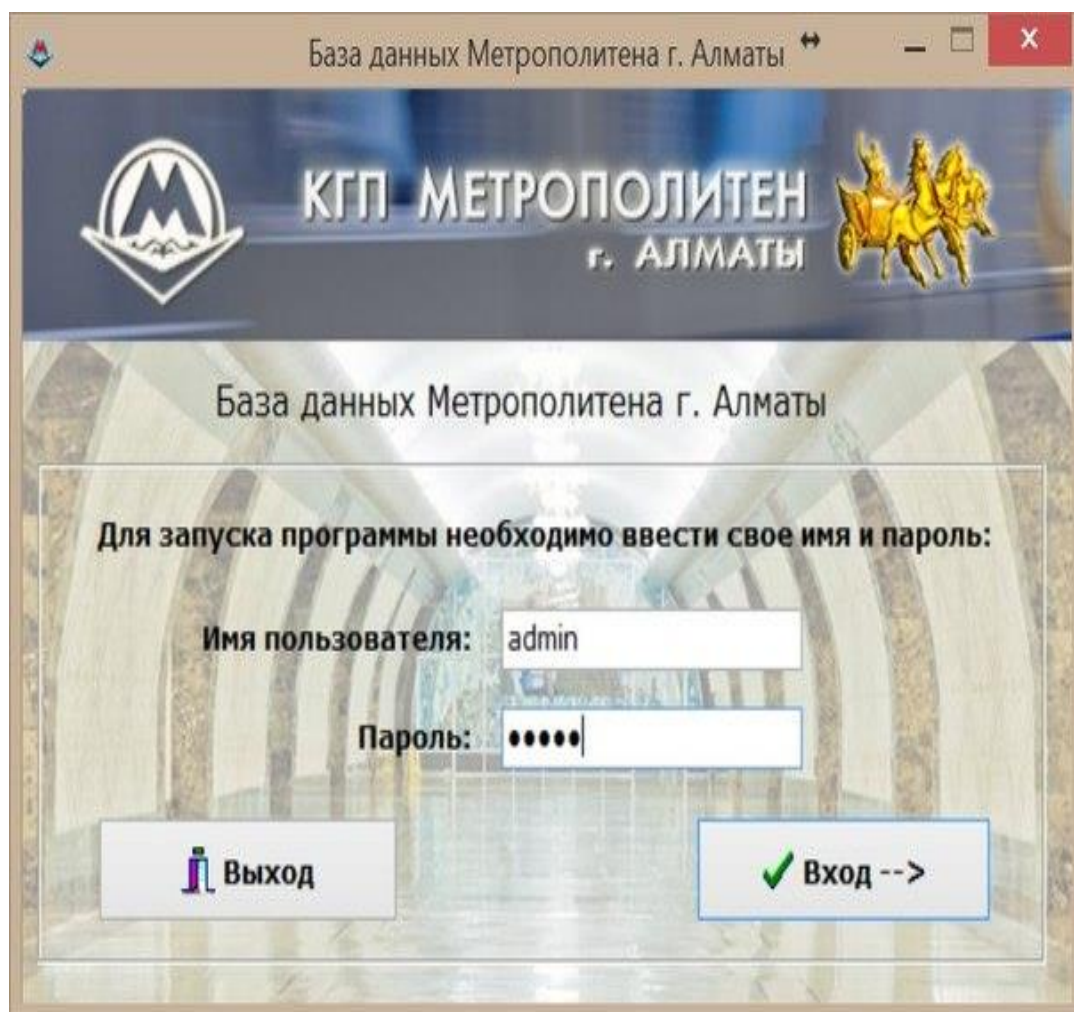 База данных Метрополитена г. Алматы
КГП МЕТРОПОЛИТЕН
г. АЛМАТЫ
База данных Метрополитена г. Алматы
Для запуска программы необходимо ввести свое имя и пароль:
Имя пользователя: admin
Пароль: •••••
Выход
Вход -->